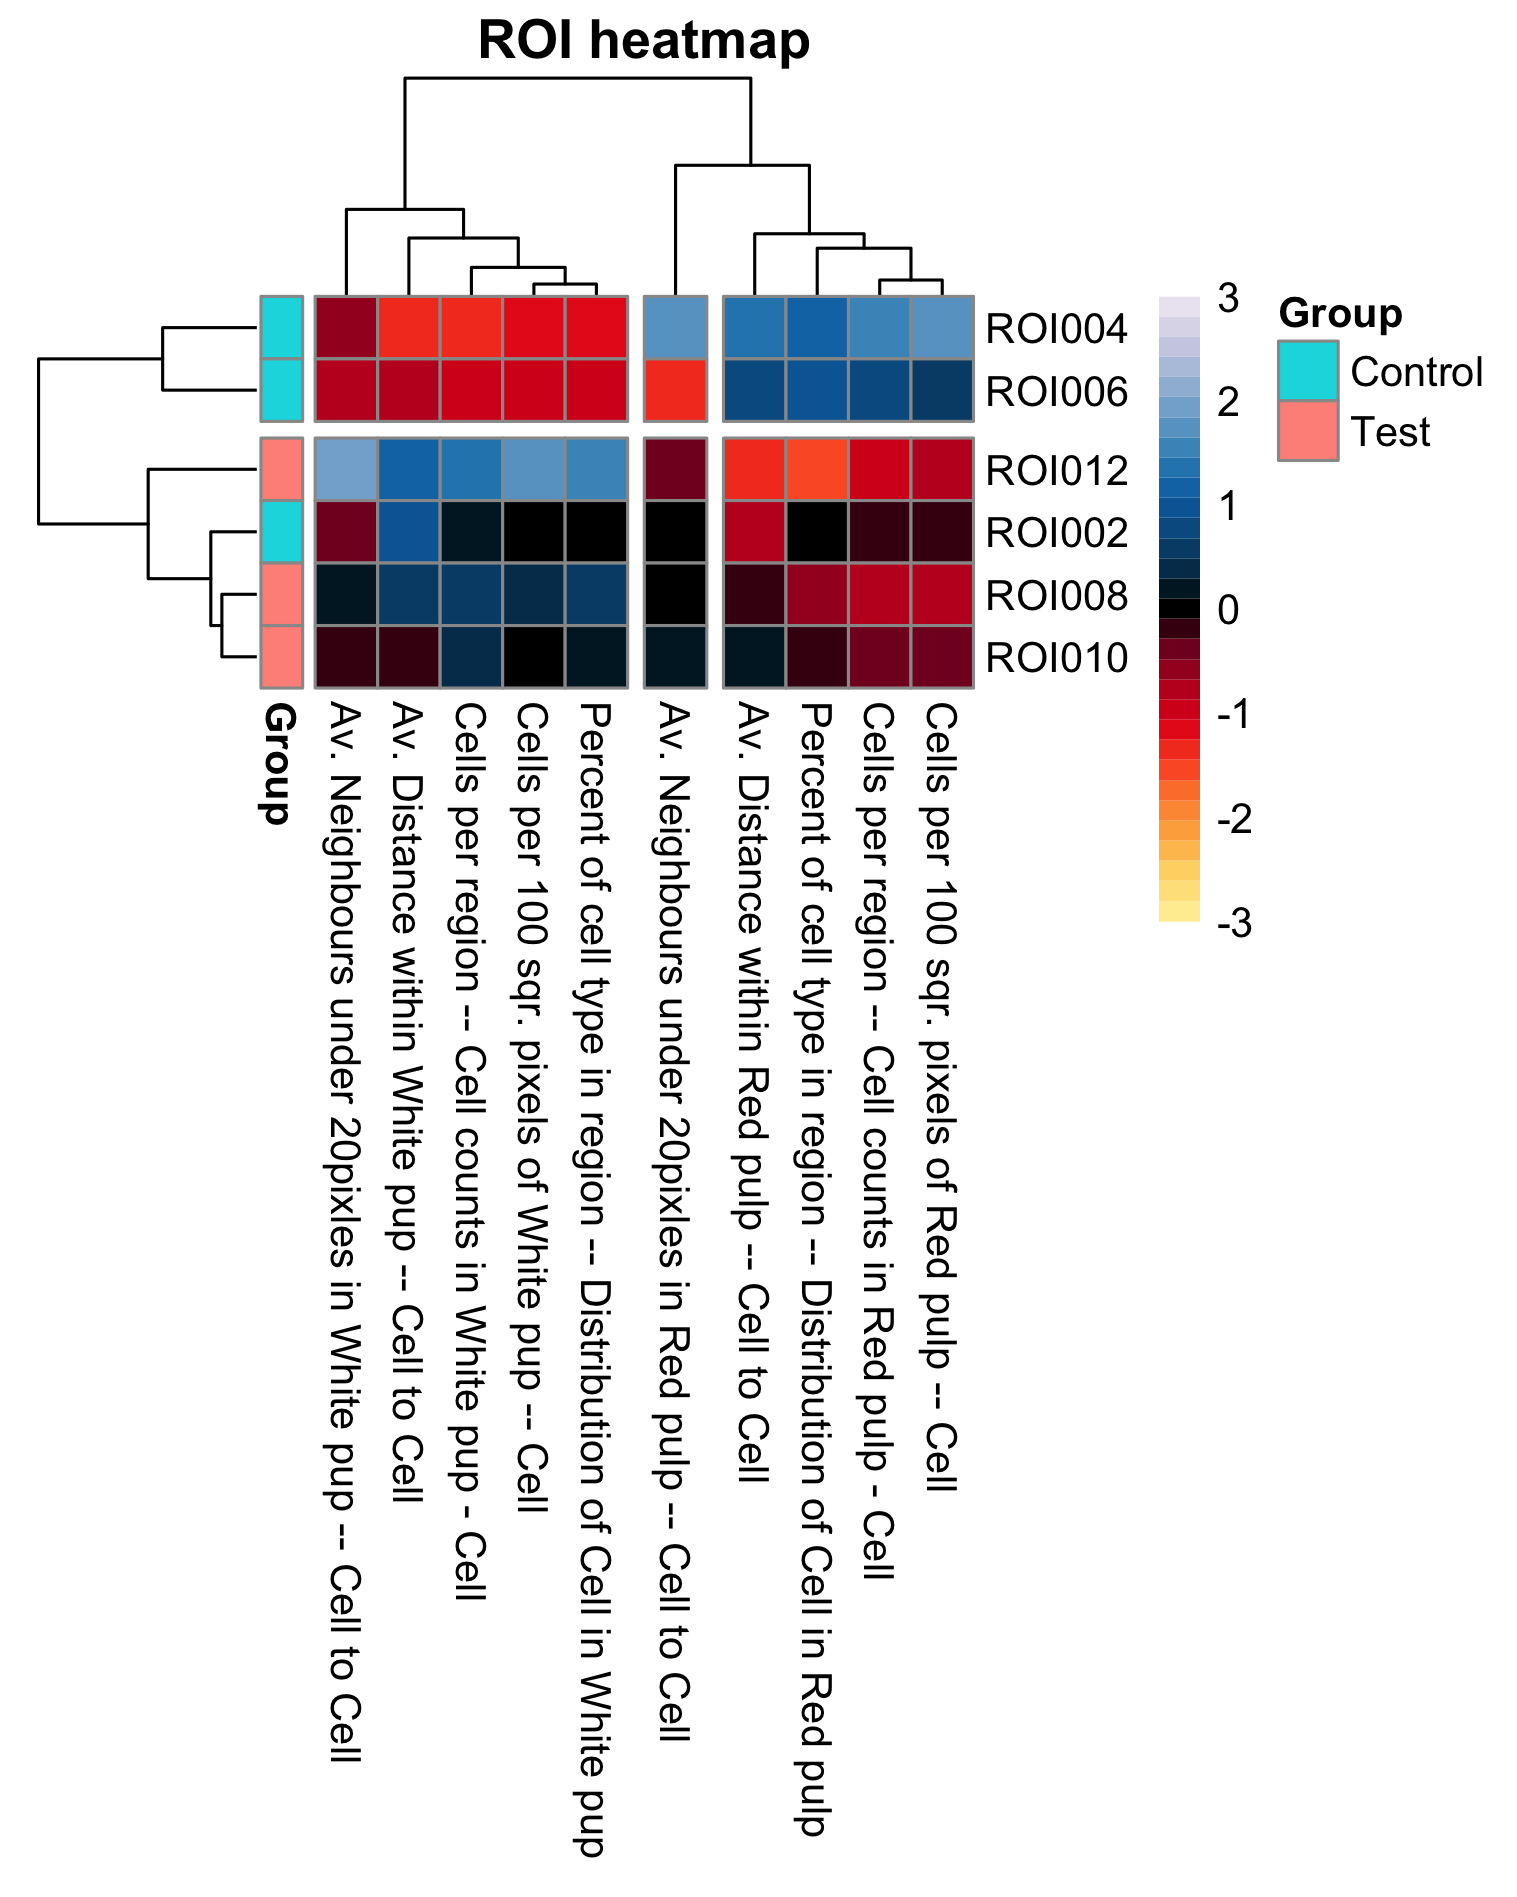 ROI heatmap
ROI004
ROI006
ROI012
ROI002
ROI008
ROI010
3
2
1
0
-1
-2
-3
Group
Control
Test
Group
Av. Neighbours under 20pixles in White pup -- Cell to Cell
Av. Distance within White pup -- Cell to Cell
Cells per region -- Cell counts in White pup - Cell
Cells per 100 sqr. pixels of White pup -- Cell
Percent of cell type in region -- Distribution of Cell in White pup
Av. Neighbours under 20pixles in Red pulp -- Cell to Cell
Av. Distance within Red pulp -- Cell to Cell
Percent of cell type in region -- Distribution of Cell in Red pulp
Cells per region -- Cell counts in Red pulp - Cell
Cells per 100 sqr. pixels of Red pulp -- Cell